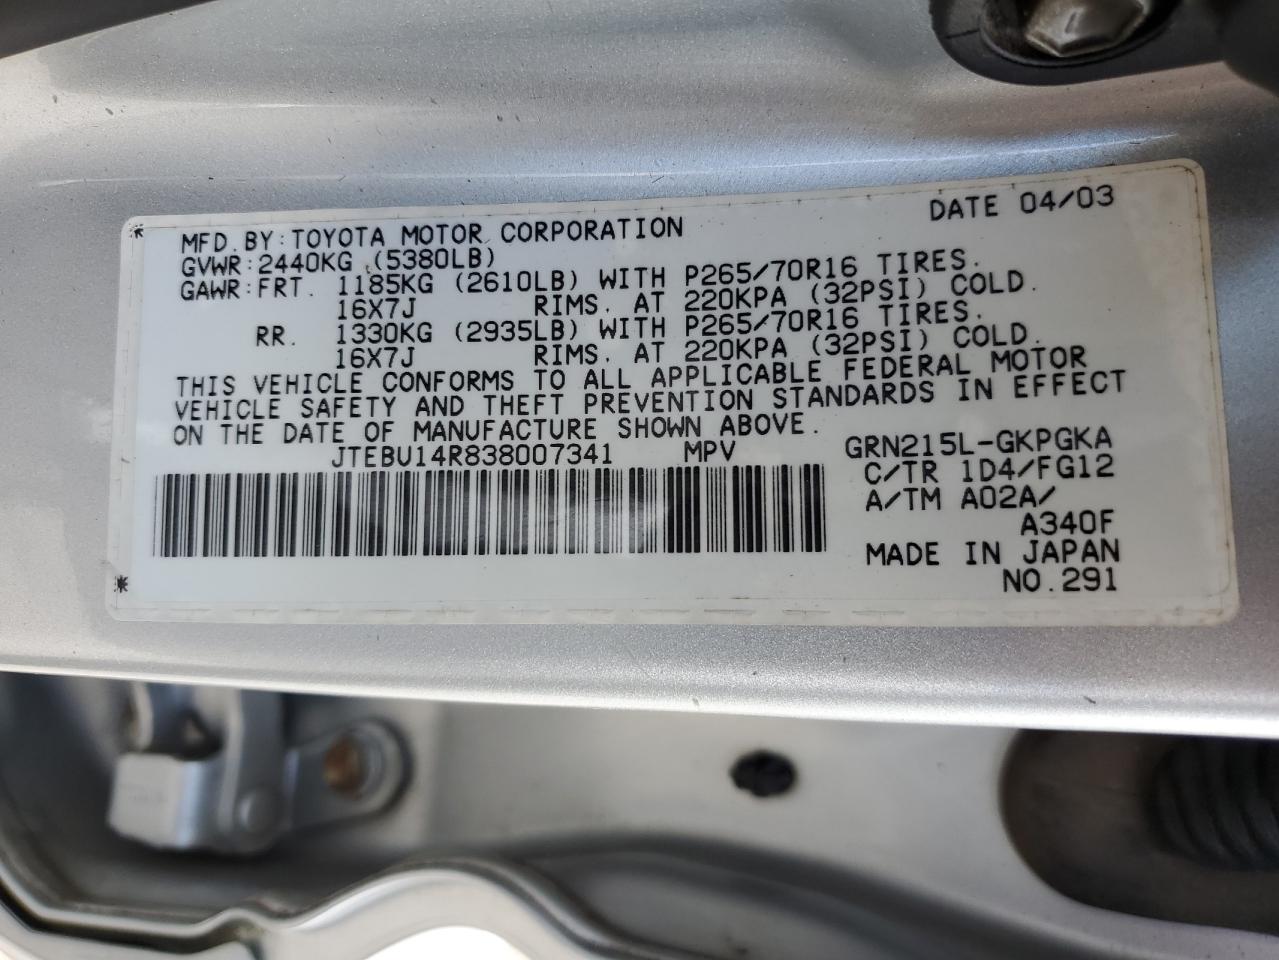 DATE 04/03
MFD. BY: TOYOTA MOTOR CORPORATION
GVWR: 2440KG (5380LB)
GAWR: FRT. 1185KG (2610LB) WITH P265/70R16 TIRES.
16X7J RIMS. AT 220KPA (32PSI) COLD.
RR. 1330KG (2935LB) WITH P265/70R16 TIRES.
16X7J RIMS. AT 220KPA (32PSI) COLD.
THIS VEHICLE CONFORMS TO ALL APPLICABLE FEDERAL MOTOR
VEHICLE SAFETY AND THEFT PREVENTION STANDARDS IN EFFECT
ON THE DATE OF MANUFACTURE SHOWN ABOVE.
JTEBU14R838007341 MPV GRN215L-GKPGKA
C/TR 1D4/FG12
A/TM A02A/
A340F
MADE IN JAPAN
NO.291